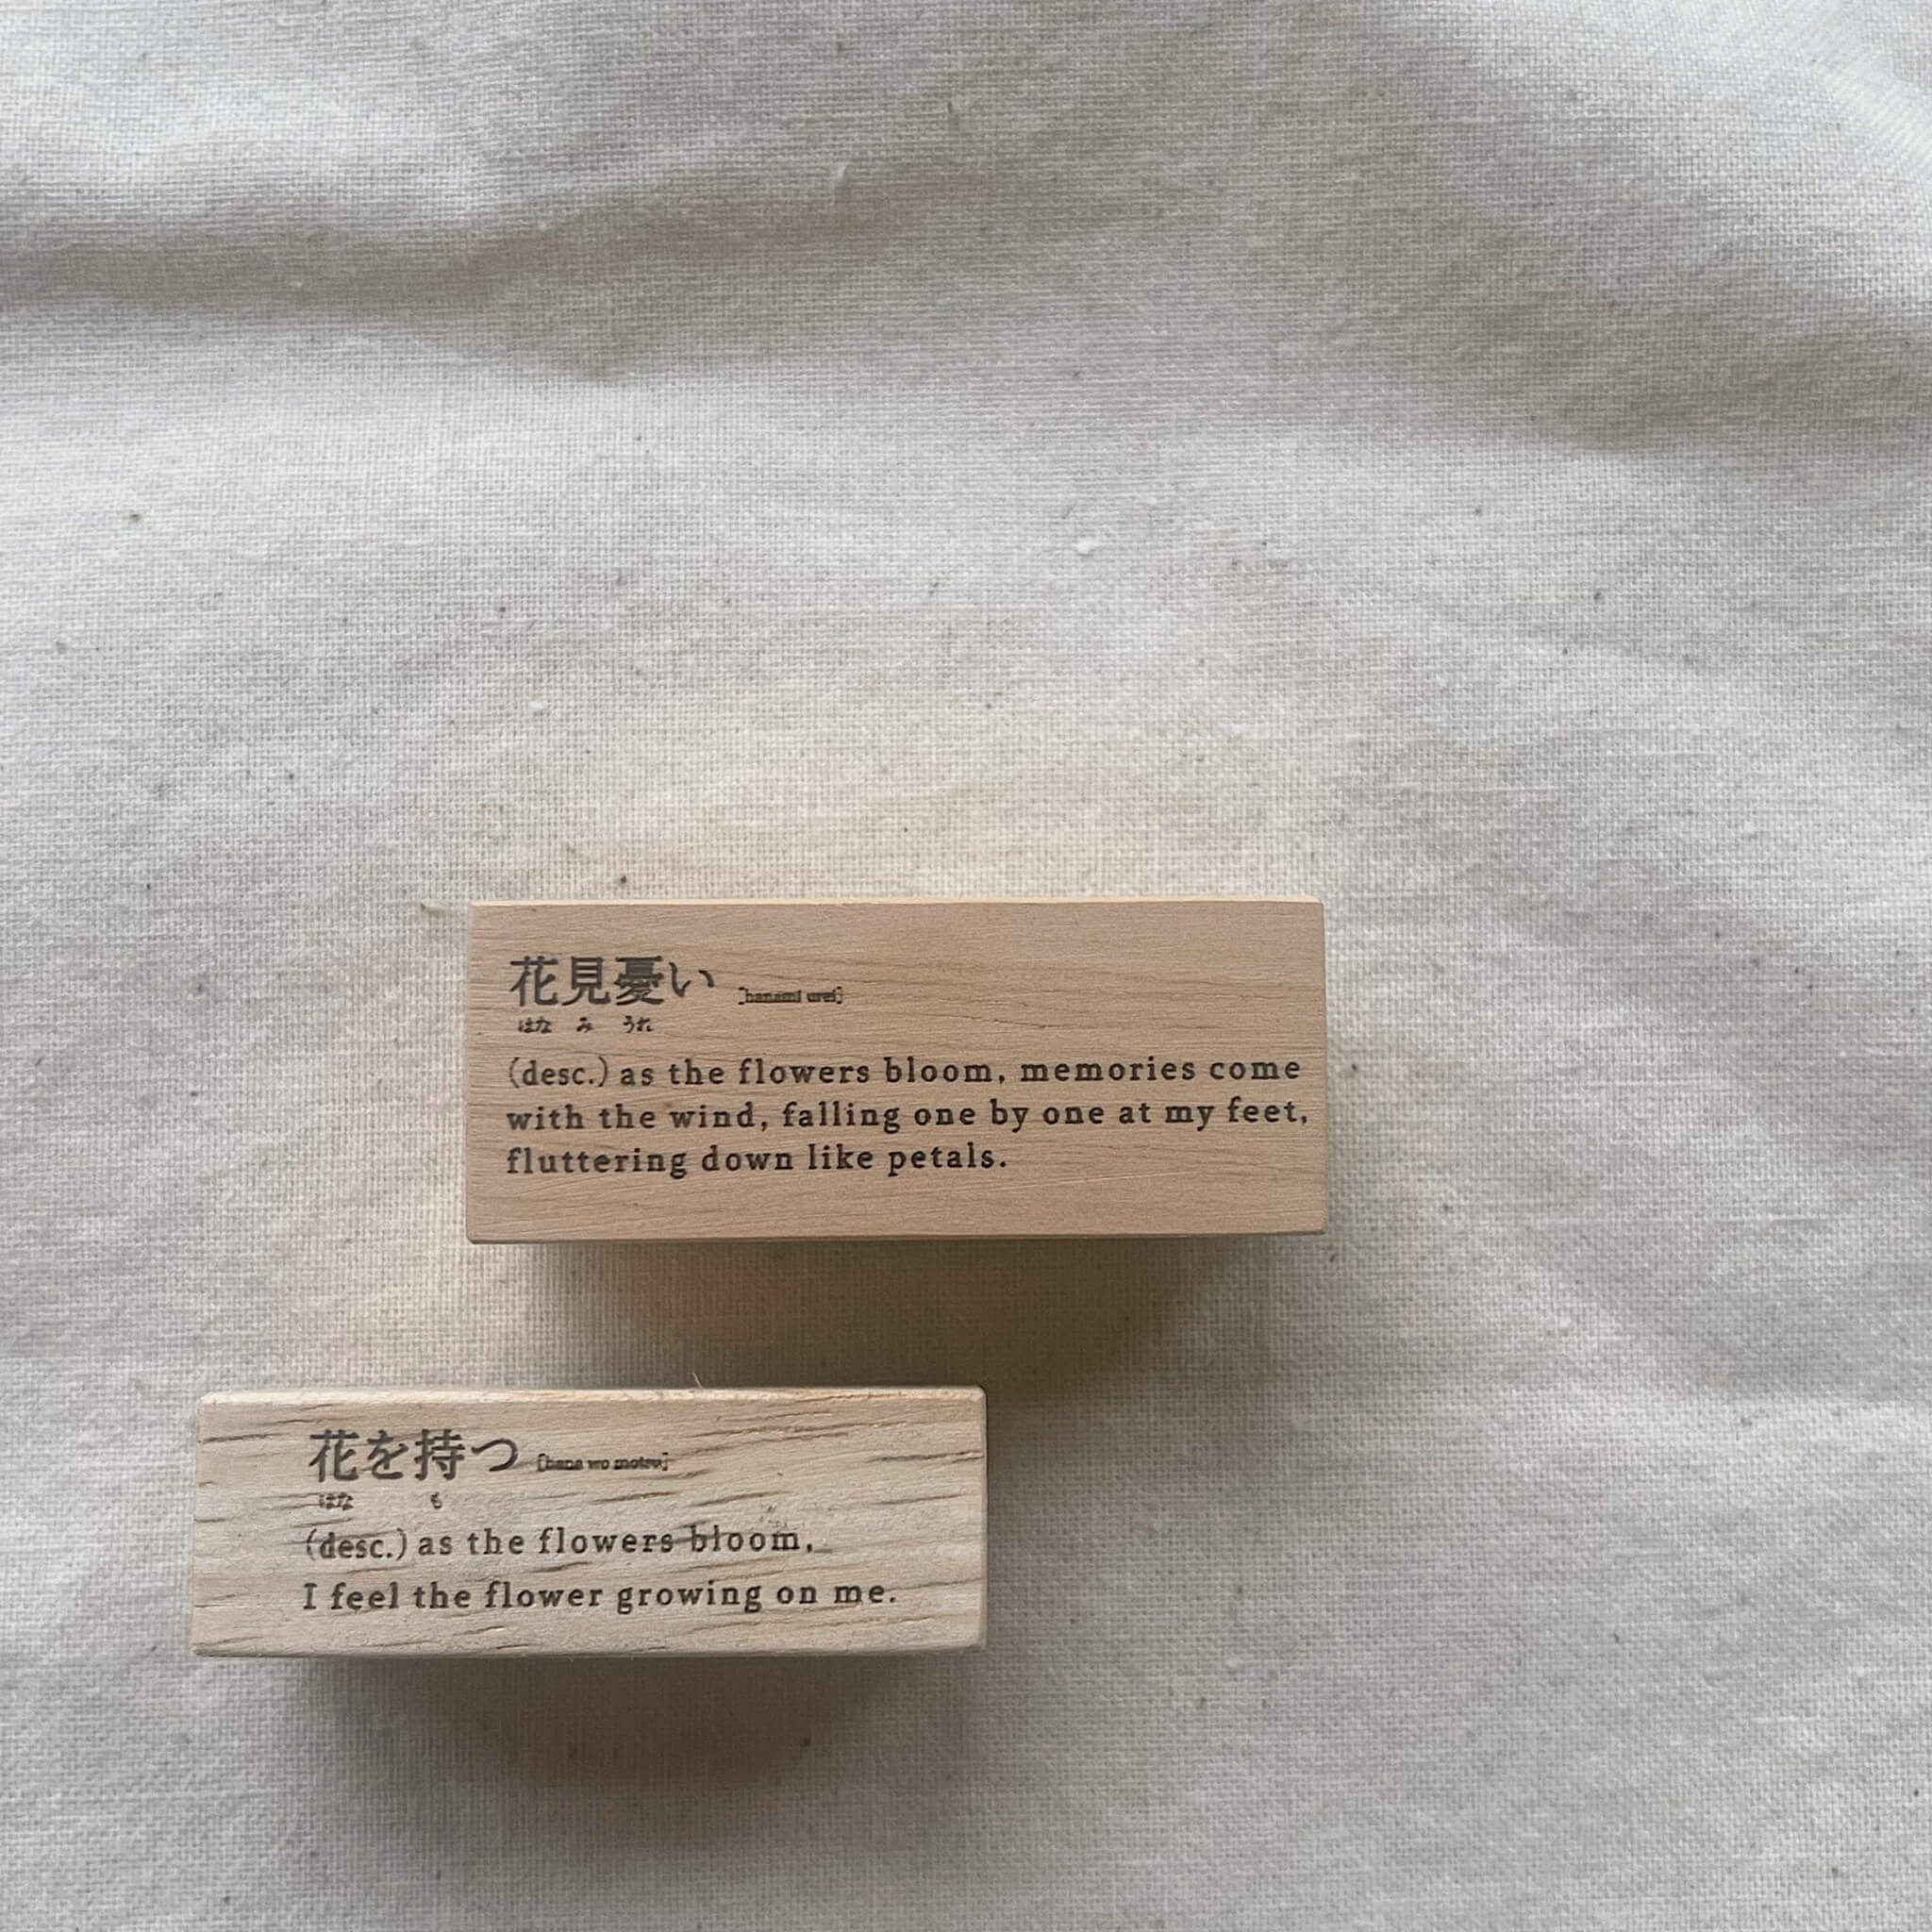 花見憂い [hanami urei]
はな み うれ
(desc.) as the flowers bloom, memories come
with the wind, falling one by one at my feet,
fluttering down like petals.
花を持つ [hana wo motsu]
はな も
(desc.) as the flowers bloom,
I feel the flower growing on me.